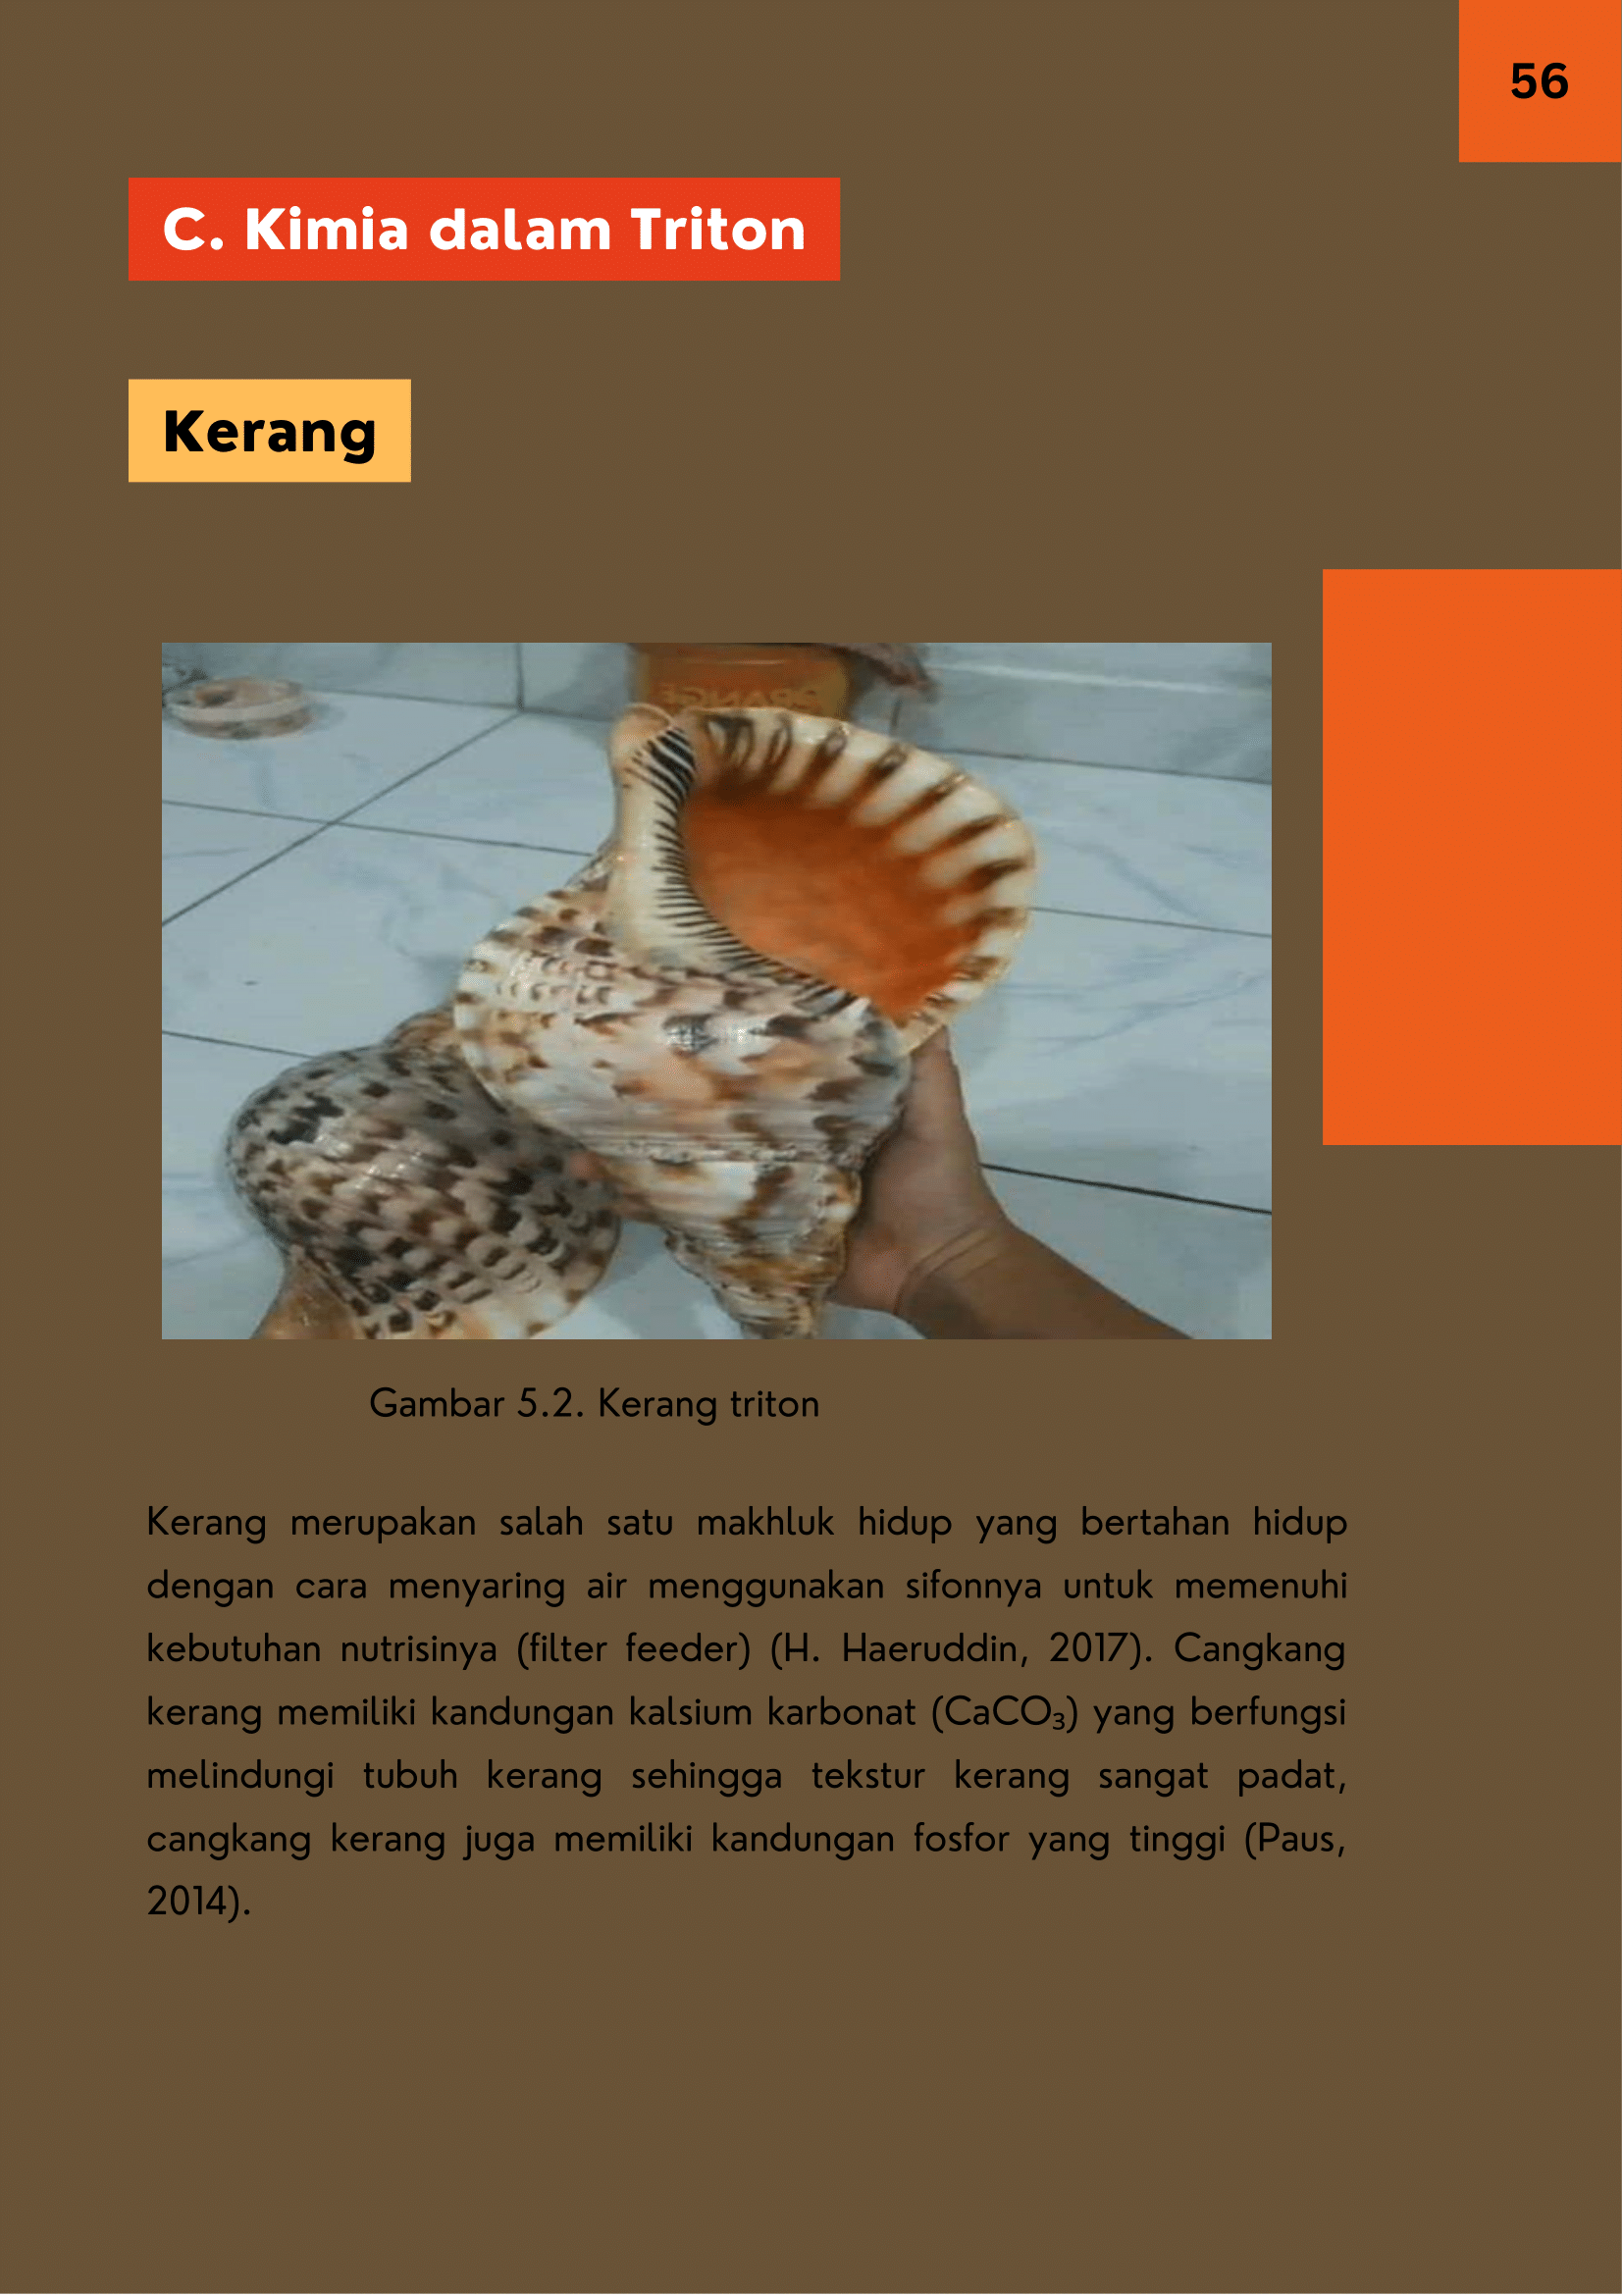 56
C. Kimia dalam Triton
Kerang
Gambar 5.2. Kerang triton
Kerang merupakan salah satu makhluk hidup yang bertahan hidup
dengan cara menyaring air menggunakan sifonnya untuk memenuhi
kebutuhan nutrisinya (filter feeder) (H. Haeruddin, 2017). Cangkang
kerang memiliki kandungan kalsium karbonat (CaCO₃) yang berfungsi
melindungi tubuh kerang sehingga tekstur kerang sangat padat,
cangkang kerang juga memiliki kandungan fosfor yang tinggi (Paus,
2014).